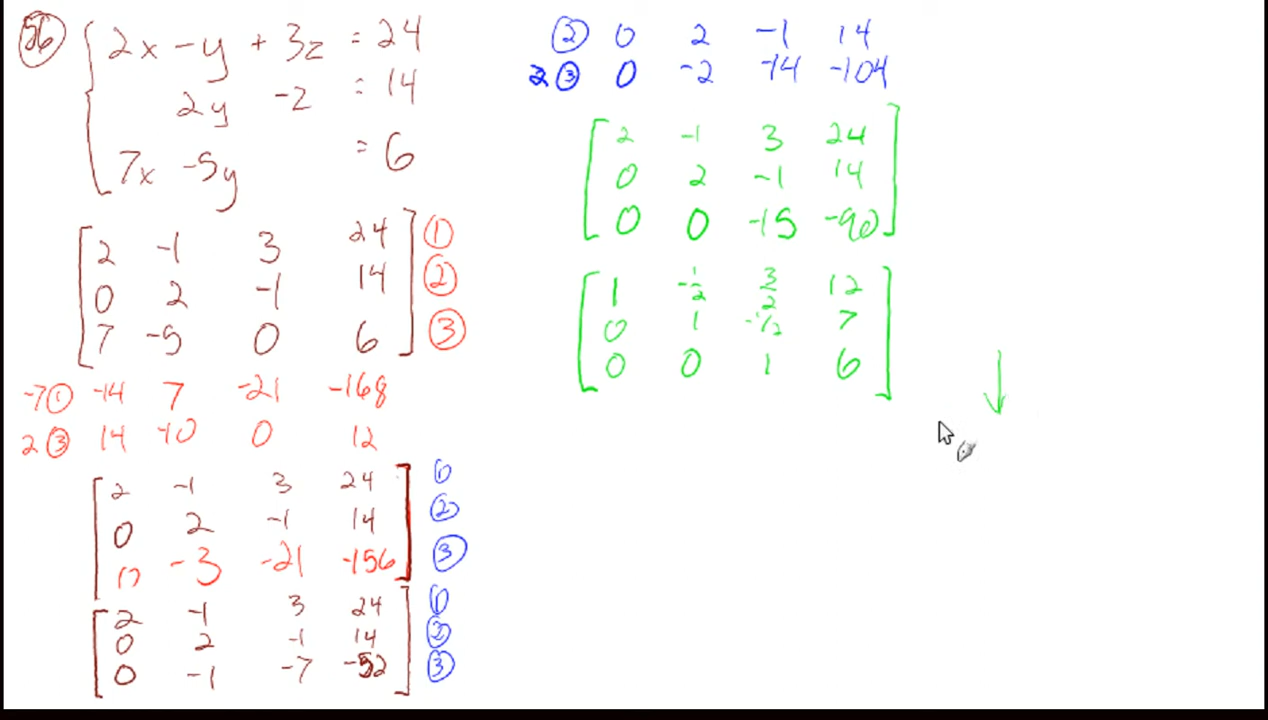 56
2x - y + 3z = 24
2y - z = 14
7x - 5y = 6
2 -1 3 24 ①
0 2 -1 14 ②
7 -5 0 6 ③
-7① -14 7 -21 -168
2③ 14 -10 0 12
2 -1 3 24 ①
0 2 -1 14 ②
0 -3 -21 -156 ③
2 -1 3 24 ①
0 2 -1 14 ②
0 -1 -7 -52 ③
② 0 2 -1 14
2③ 0 -2 -14 -104
2 -1 3 24
0 2 -1 14
0 0 -15 -90
1 -1/2 3/2 12
0 1 -1/2 7
0 0 1 6